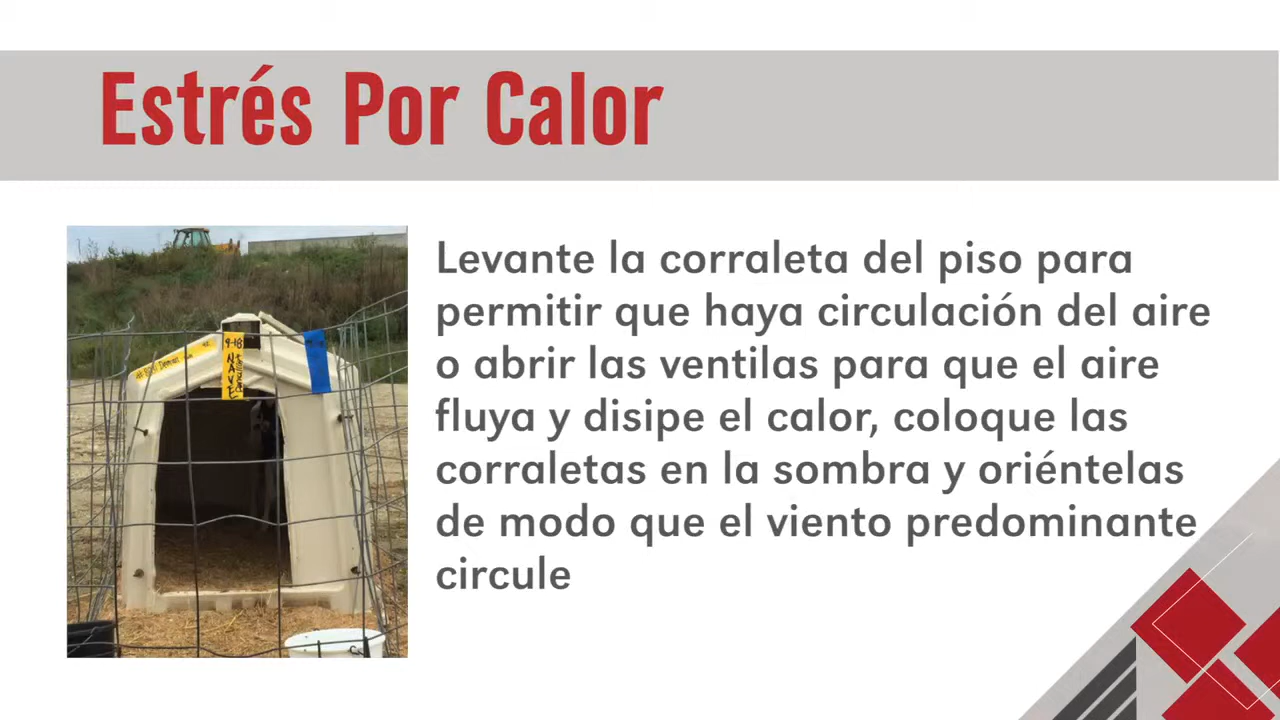 Estrés Por Calor
9-18
Levante la corraleta del piso para
permitir que haya circulación del aire
o abrir las ventilas para que el aire
fluya y disipe el calor, coloque las
corraletas en la sombra y oriéntelas
de modo que el viento predominante
circule